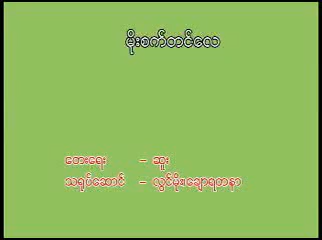 မိုးစက်တင်လေ
တေးရေး - ဆူး
သရုပ်ဆောင် - လွင်မိုး၊ချောရတနာ